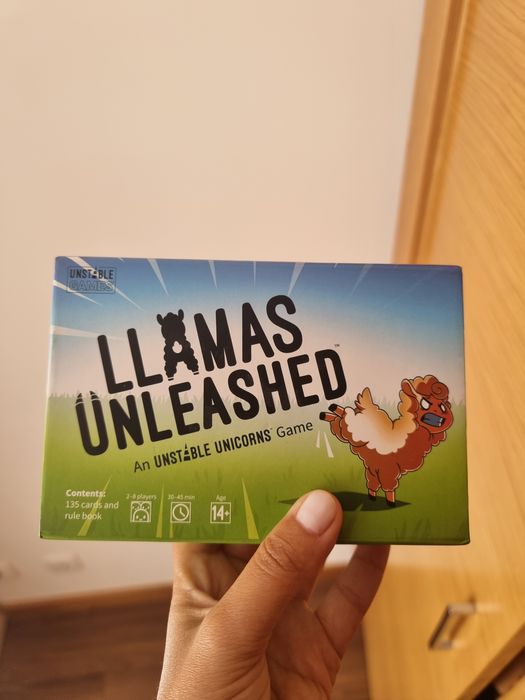 UNSTABLE
GAMES
LLAMAS
UNLEASHED™
An UNSTABLE UNICORNS® Game
Contents:
135 cards and
rule book
2-8 players
30-45 min
Age
14+